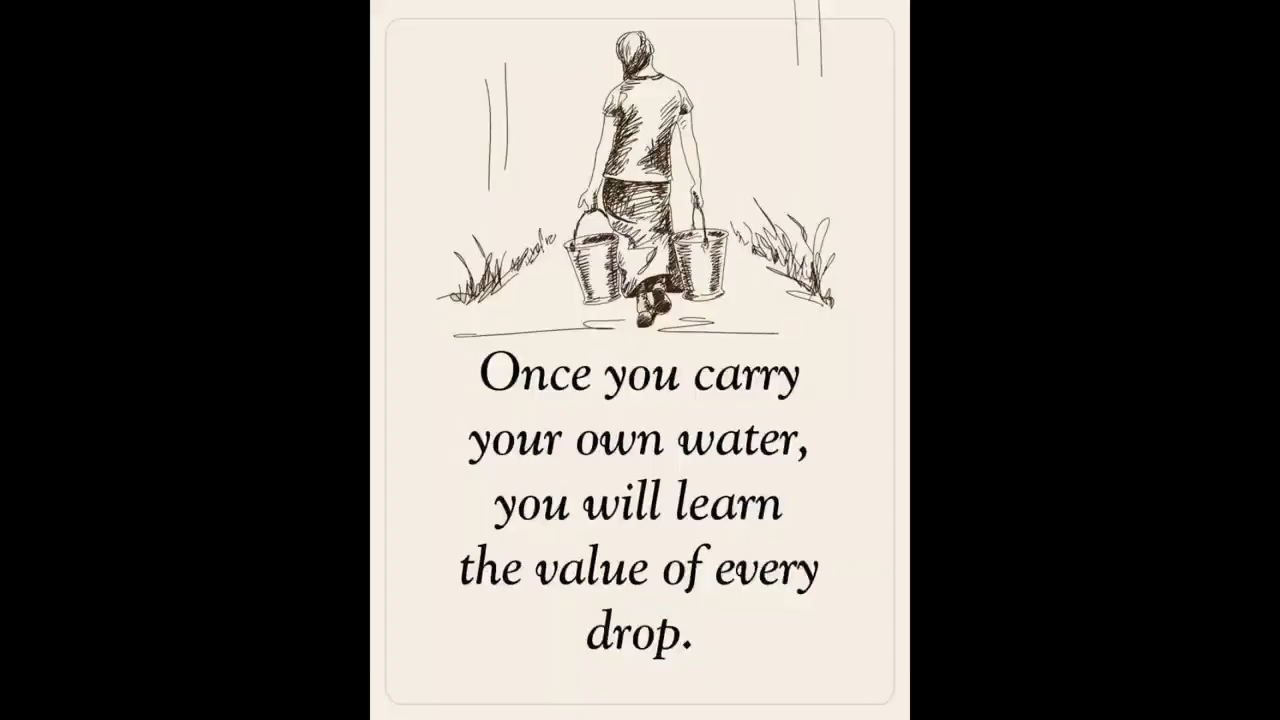 Once you carry
your own water,
you will learn
the value of every
drop.